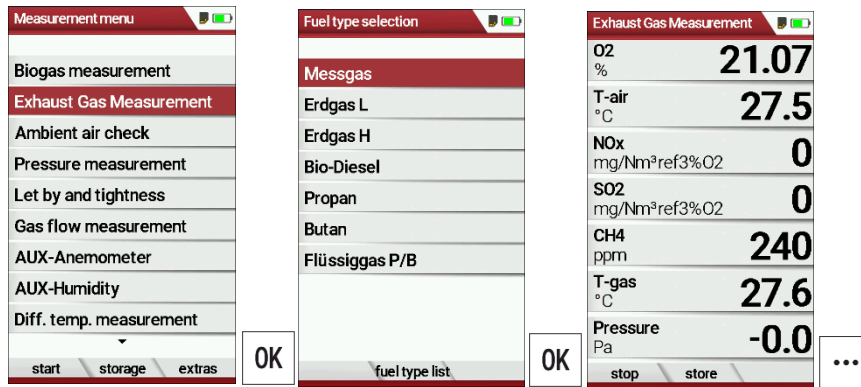 Measurement menu
Biogas measurement
Exhaust Gas Measurement
Ambient air check
Pressure measurement
Let by and tightness
Gas flow measurement
AUX-Anemometer
AUX-Humidity
Diff. temp. measurement
start storage extras
OK
Fuel type selection
Messgas
Erdgas L
Erdgas H
Bio-Diesel
Propan
Butan
Flüssiggas P/B
fuel type list
OK
Exhaust Gas Measurement
O2
% 21.07
T-air
°C 27.5
NOx
mg/Nm³ref3%O2 0
SO2
mg/Nm³ref3%O2 0
CH4
ppm 240
T-gas
°C 27.6
Pressure
Pa -0.0
stop store
...